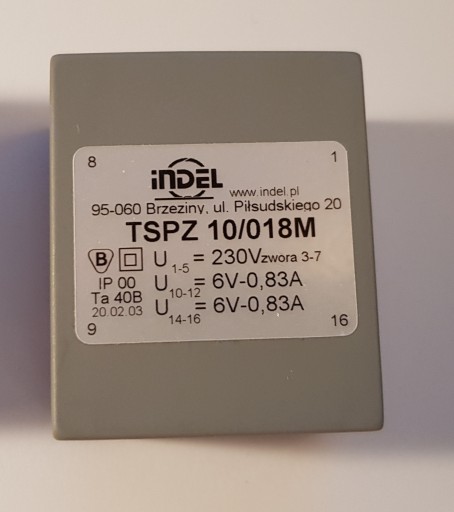 8 1
iNDEL www.indel.pl
95-060 Brzeziny, ul. Piłsudskiego 20
TSPZ 10/018M
B U1-5 = 230V zwora 3-7
IP 00 U10-12 = 6V-0,83A
Ta 40B U14-16 = 6V-0,83A
20.02.03
9 16